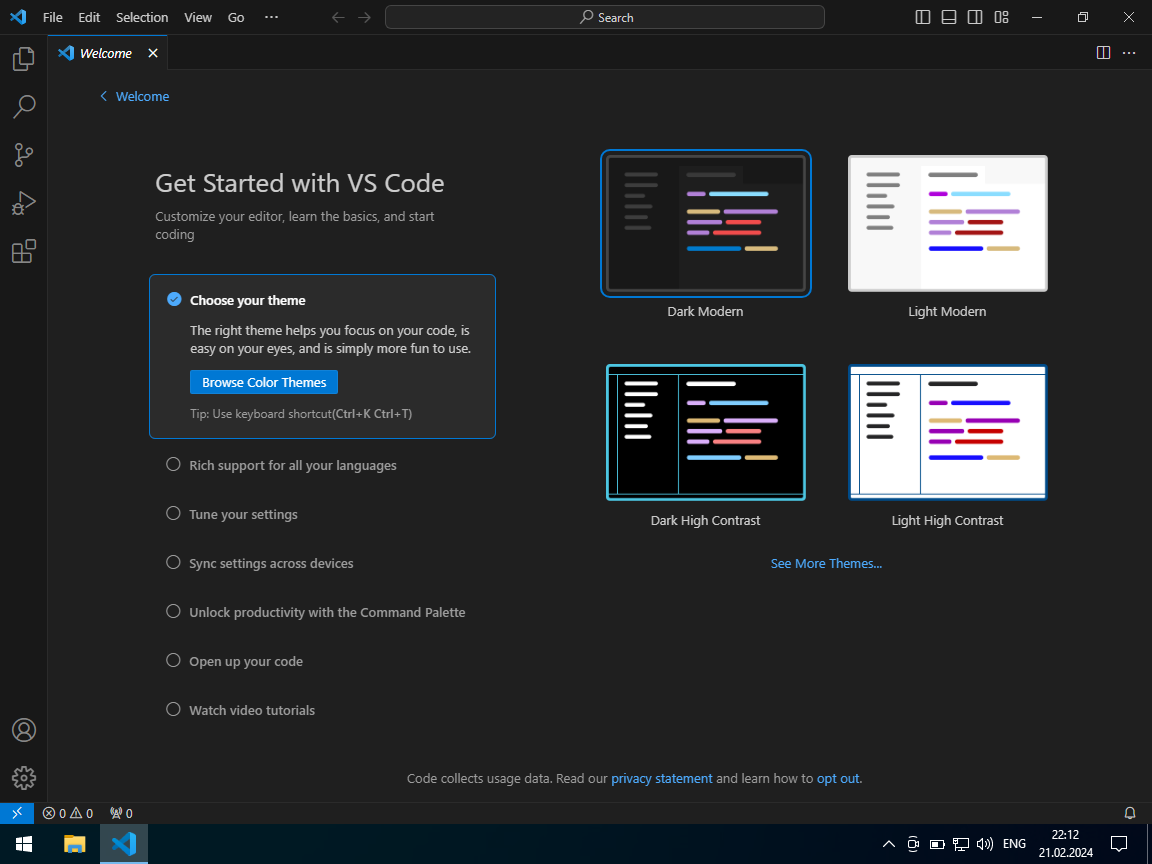 File Edit Selection View Go
Search
Welcome
Welcome
Get Started with VS Code
Customize your editor, learn the basics, and start
coding
Choose your theme
The right theme helps you focus on your code, is
easy on your eyes, and is simply more fun to use.
Browse Color Themes
Tip: Use keyboard shortcut(Ctrl+K Ctrl+T)
Rich support for all your languages
Tune your settings
Sync settings across devices
Unlock productivity with the Command Palette
Open up your code
Watch video tutorials
Dark Modern
Light Modern
Dark High Contrast
Light High Contrast
See More Themes...
Code collects usage data. Read our privacy statement and learn how to opt out.
0 0 0
ENG
22:12
21.02.2024